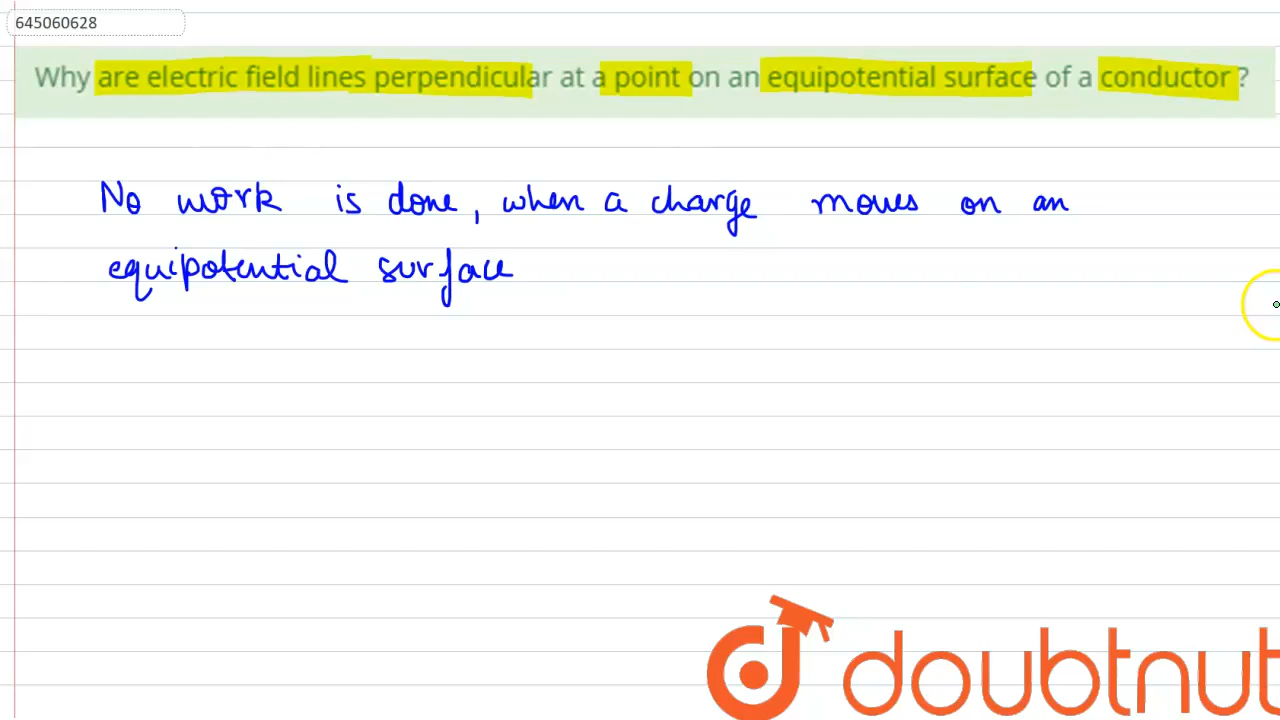 645060628
Why are electric field lines perpendicular at a point on an equipotential surface of a conductor ?
No work is done, when a charge moves on an
equipotential surface
doubtnut